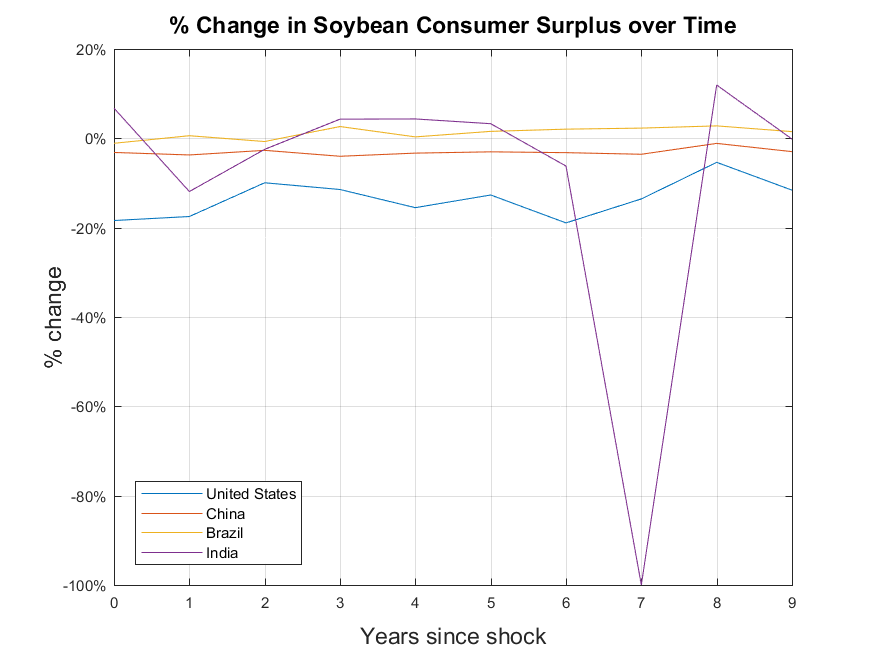 % Change in Soybean Consumer Surplus over Time
20%
0%
-20%
-40%
-60%
-80%
-100%
% change
United States
China
Brazil
India
0 1 2 3 4 5 6 7 8 9
Years since shock